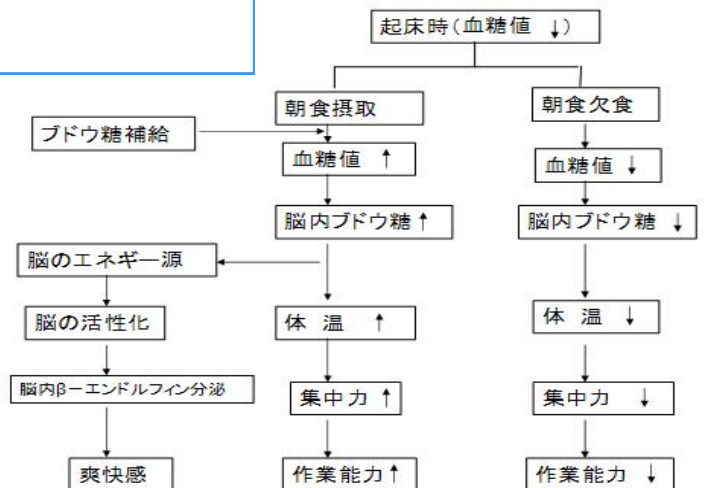 起床時(血糖値 ↓)
朝食摂取
朝食欠食
ブドウ糖補給
血糖値 ↑
血糖値 ↓
脳内ブドウ糖↑
脳内ブドウ糖 ↓
脳のエネギー源
体 温 ↑
体 温 ↓
脳の活性化
脳内β-エンドルフィン分泌
集中力 ↑
集中力 ↓
爽快感
作業能力↑
作業能力 ↓